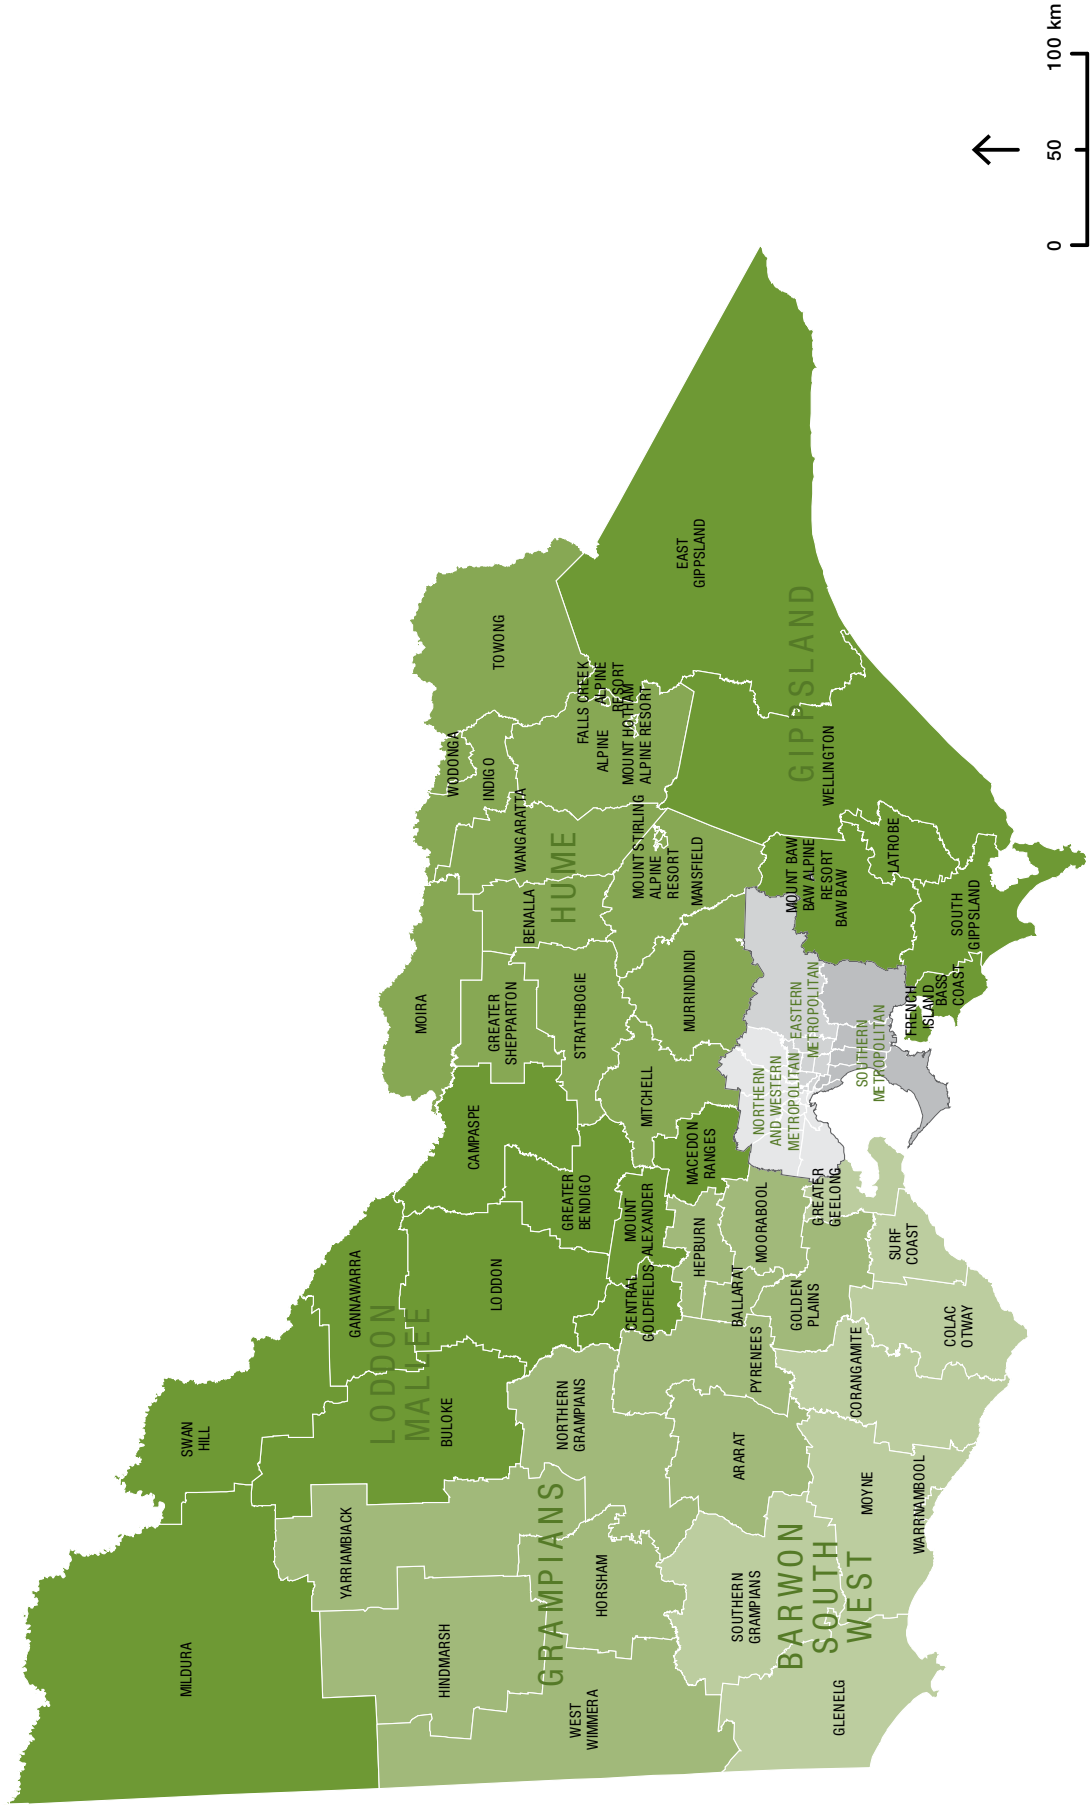 MILDURA
SWAN
HILL
GANNAWARRA
LODDON
MALLEE
BULOKE
LODDON
CAMPASPE
GREATER
BENDIGO
MOUNT
ALEXANDER
CENTRAL
GOLDFIELDS
MACEDON
RANGES
YARRIAMBIACK
HINDMARSH
GRAMPIANS
WEST
WIMMERA
HORSHAM
NORTHERN
GRAMPIANS
ARARAT
PYRENEES
HEPBURN
BALLARAT
MOORABOOL
GOLDEN
PLAINS
BARWON
SOUTH
WEST
SOUTHERN
GRAMPIANS
GLENELG
MOYNE
WARRNAMBOOL
CORANGAMITE
COLAC
OTWAY
SURF
COAST
GREATER
GEELONG
MOIRA
GREATER
SHEPPARTON
STRATHBOGIE
MITCHELL
MURRINDINDI
BENALLA
HUME
WANGARATTA
WODONGA
INDIGO
TOWONG
ALPINE
FALLS CREEK
ALPINE
RESORT
MOUNT HOTHAM
ALPINE RESORT
MOUNT STIRLING
ALPINE
RESORT
MANSFIELD
NORTHERN
AND WESTERN
METROPOLITAN
EASTERN
METROPOLITAN
SOUTHERN
METROPOLITAN
GIPPSLAND
EAST
GIPPSLAND
WELLINGTON
LATROBE
MOUNT BAW
BAW ALPINE
RESORT
BAW BAW
SOUTH
GIPPSLAND
BASS
COAST
FRENCH
ISLAND
0 50 100 km